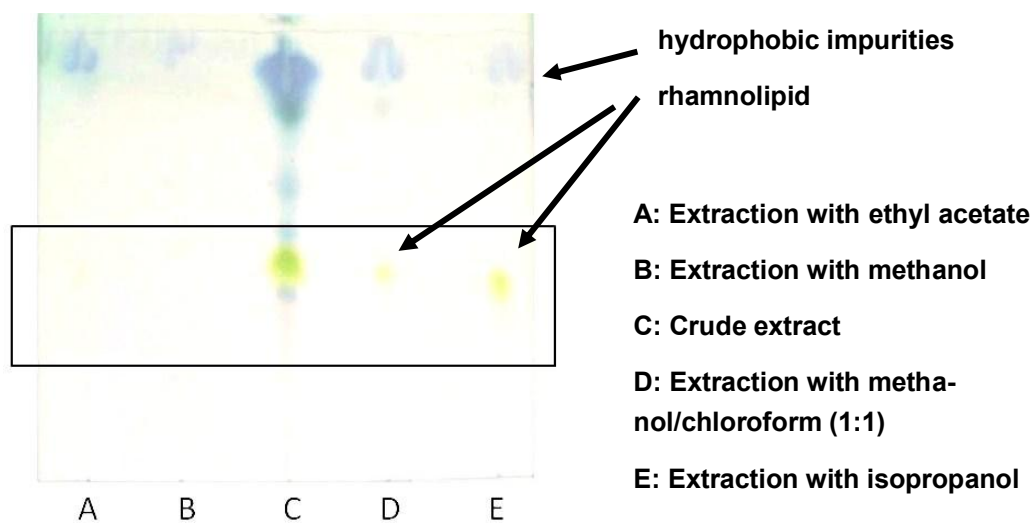 hydrophobic impurities
rhamnolipid
A: Extraction with ethyl acetate
B: Extraction with methanol
C: Crude extract
D: Extraction with metha-
nol/chloroform (1:1)
E: Extraction with isopropanol
A B C D E